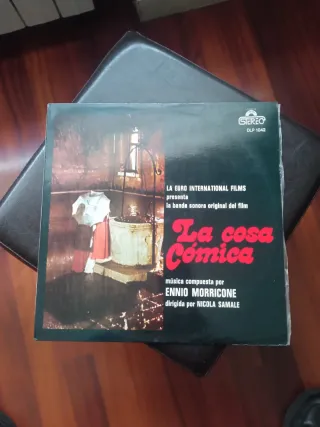 STEREO
DLP 1040
LA EURO INTERNATIONAL FILMS
presenta
la banda sonora original del film
La cosa
Cómica
música compuesta por
ENNIO MORRICONE
dirigida por NICOLA SAMALE